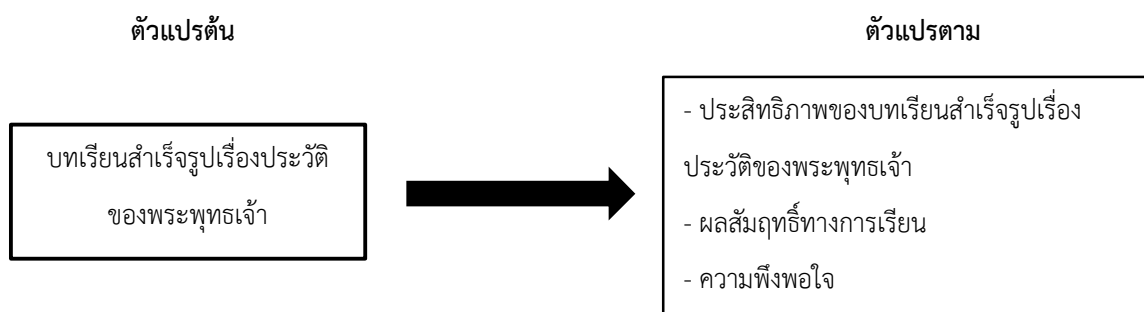 ตัวแปรต้น
ตัวแปรตาม
บทเรียนสำเร็จรูปเรื่องประวัติ
ของพระพุทธเจ้า
- ประสิทธิภาพของบทเรียนสำเร็จรูปเรื่อง
ประวัติของพระพุทธเจ้า
- ผลสัมฤทธิ์ทางการเรียน
- ความพึงพอใจ